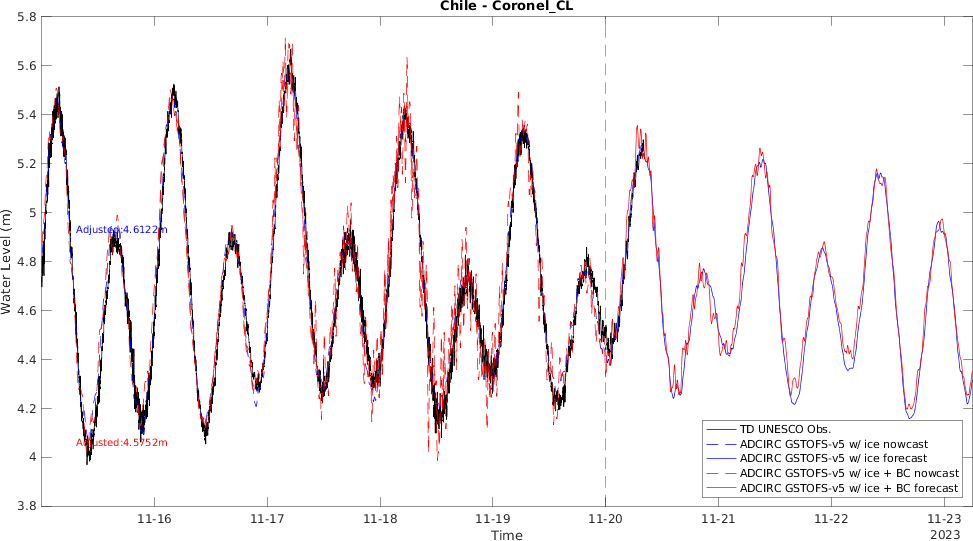 Chile - Coronel_CL
5.8
5.6
5.4
5.2
5
4.8
4.6
4.4
4.2
4
3.8
Water Level (m)
Adjusted:4.6122m
Adjusted:4.5752m
TD UNESCO Obs.
ADCIRC GSTOFS-v5 w/ ice nowcast
ADCIRC GSTOFS-v5 w/ ice forecast
ADCIRC GSTOFS-v5 w/ ice + BC nowcast
ADCIRC GSTOFS-v5 w/ ice + BC forecast
11-16 11-17 11-18 11-19 11-20 11-21 11-22 11-23
Time
2023